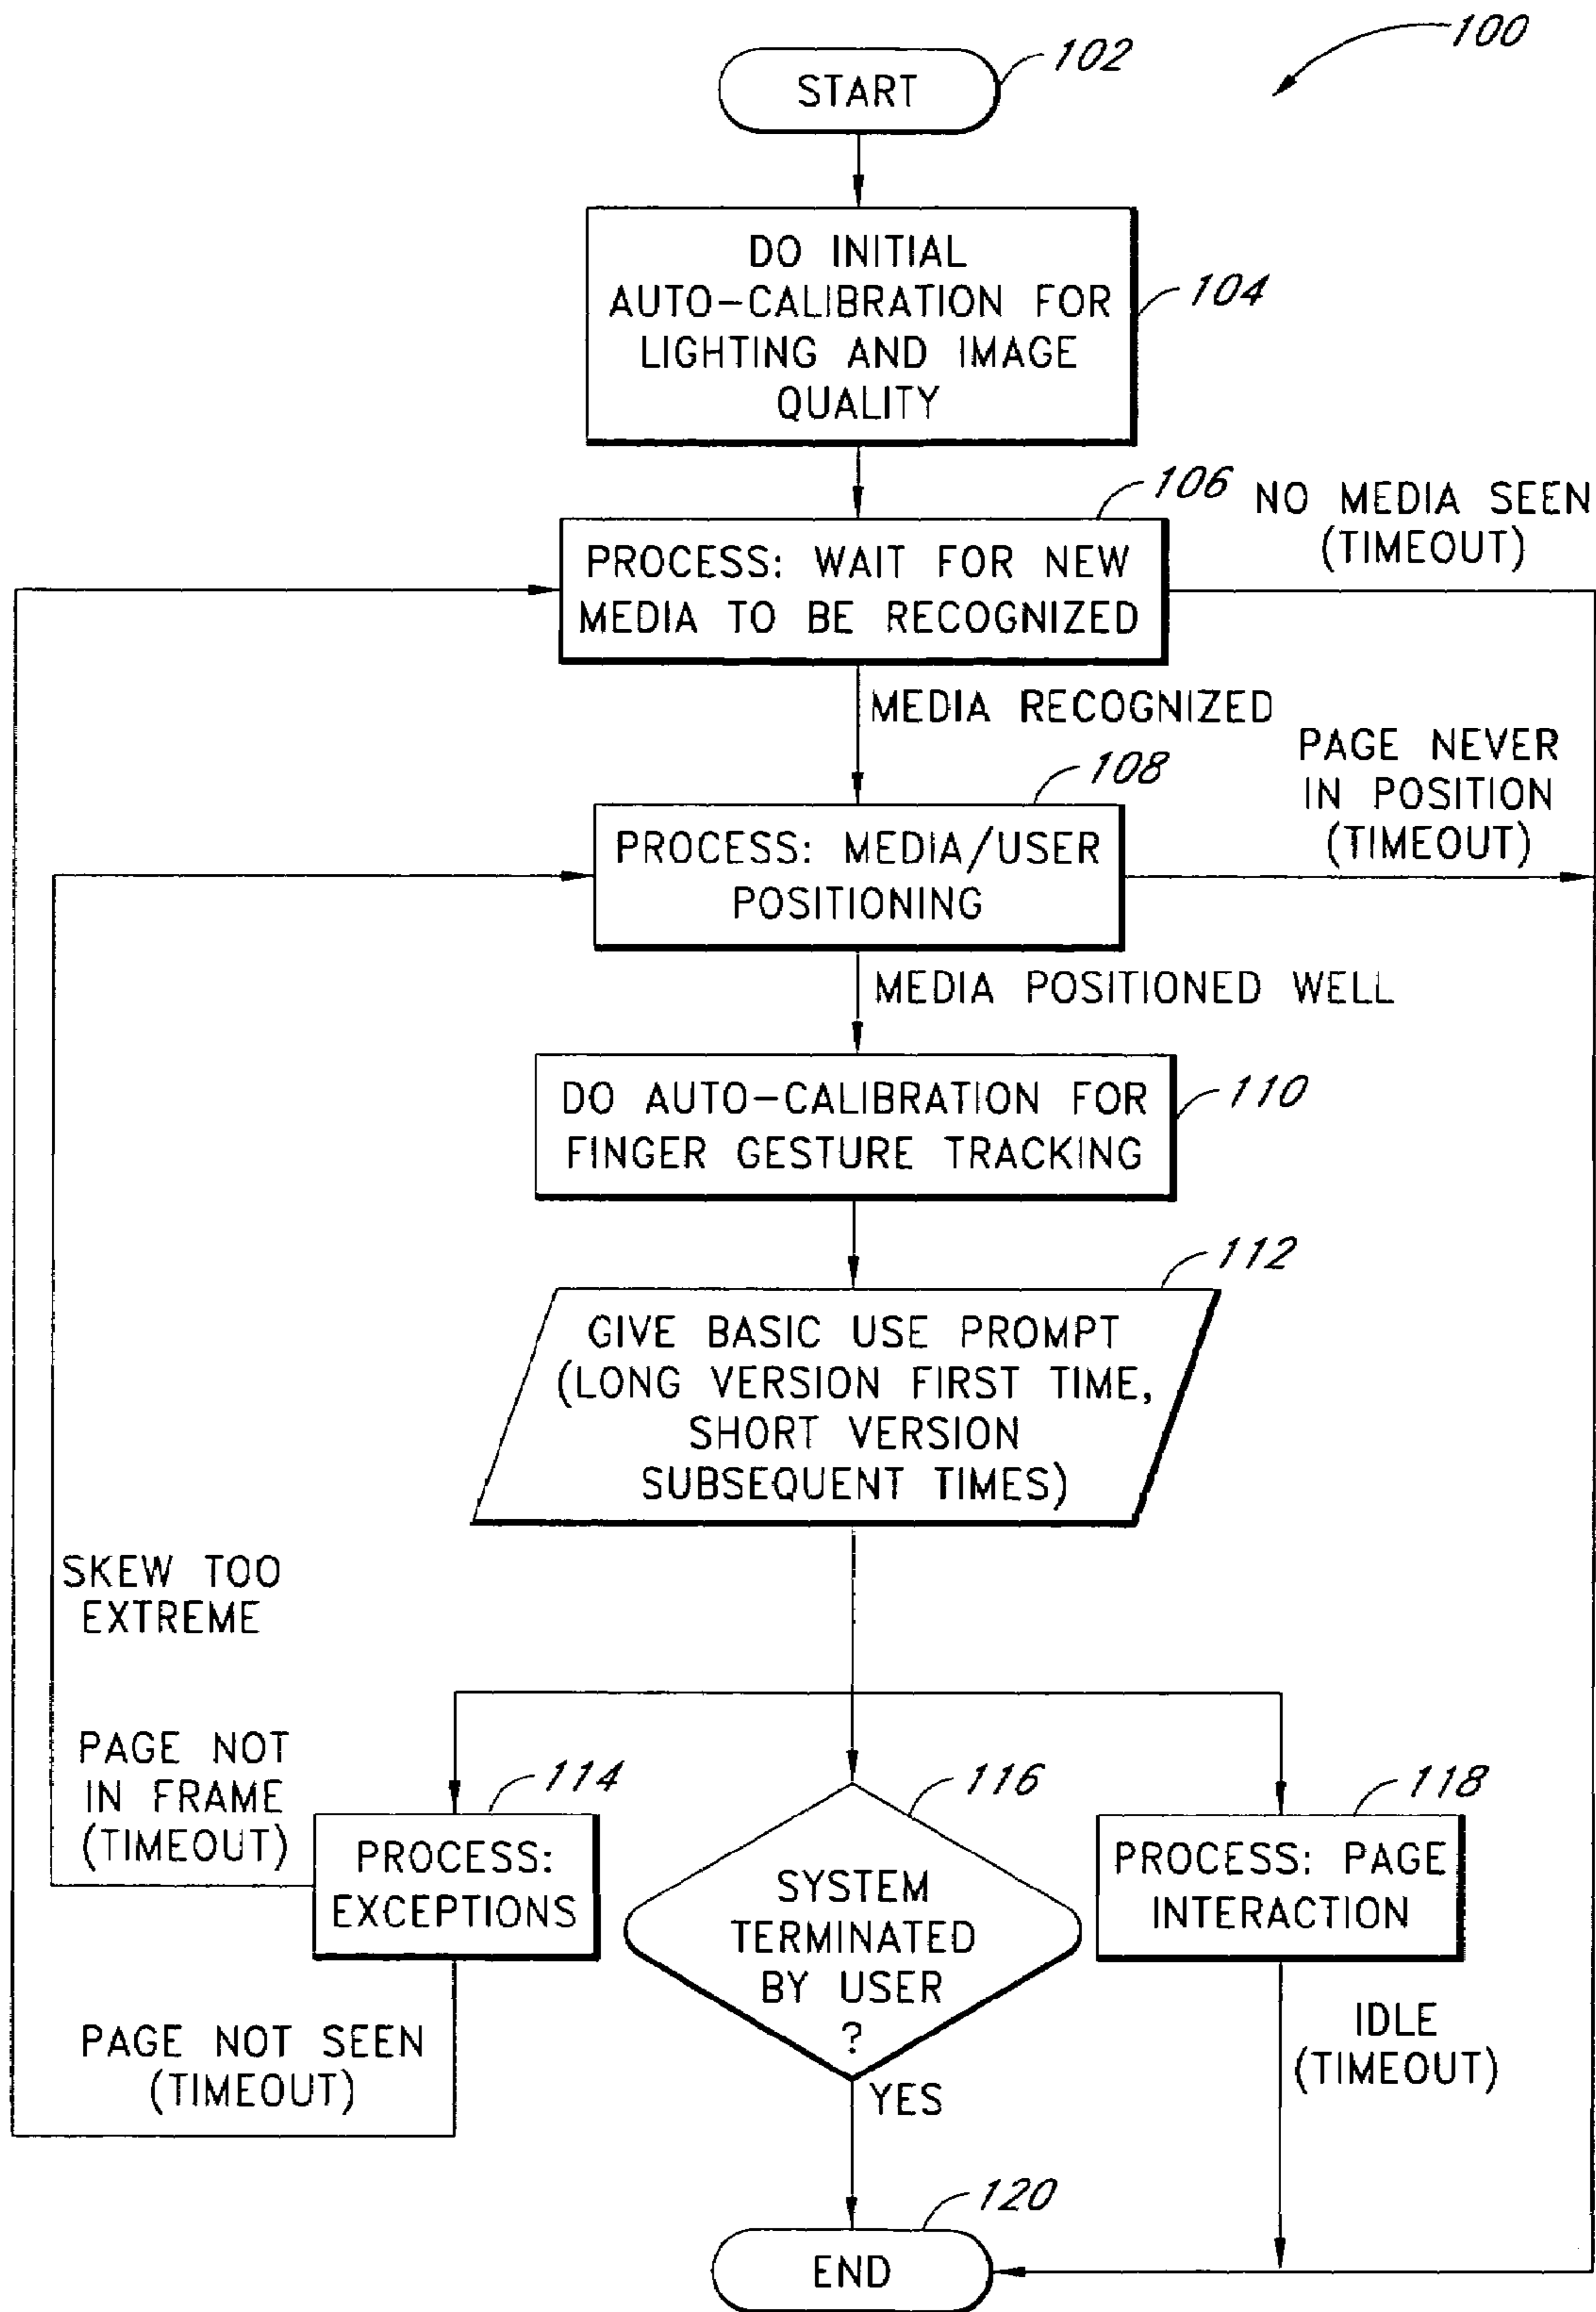 100
102
START
DO INITIAL
AUTO-CALIBRATION FOR
LIGHTING AND IMAGE
QUALITY
104
106
NO MEDIA SEEN
(TIMEOUT)
PROCESS: WAIT FOR NEW
MEDIA TO BE RECOGNIZED
MEDIA RECOGNIZED
PAGE NEVER
IN POSITION
(TIMEOUT)
108
PROCESS: MEDIA/USER
POSITIONING
MEDIA POSITIONED WELL
DO AUTO-CALIBRATION FOR
FINGER GESTURE TRACKING
110
112
GIVE BASIC USE PROMPT
(LONG VERSION FIRST TIME,
SHORT VERSION
SUBSEQUENT TIMES)
SKEW TOO
EXTREME
PAGE NOT
IN FRAME
(TIMEOUT)
114
PROCESS:
EXCEPTIONS
116
SYSTEM
TERMINATED
BY USER
?
118
PROCESS: PAGE
INTERACTION
PAGE NOT SEEN
(TIMEOUT)
YES
IDLE
(TIMEOUT)
120
END